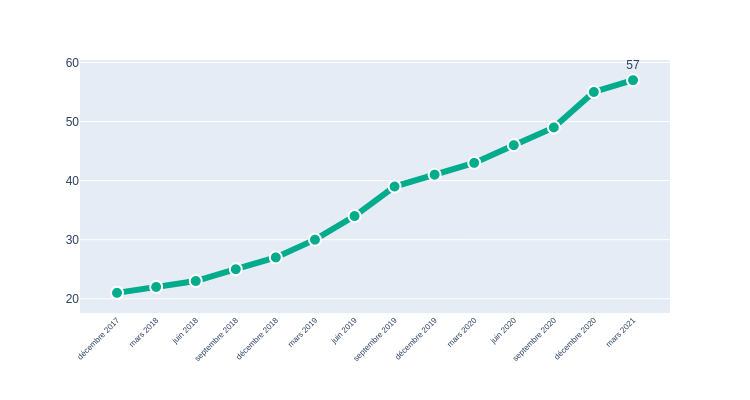 57
60
50
40
30
20
décembre 2017
mars 2018
juin 2018
septembre 2018
décembre 2018
mars 2019
juin 2019
septembre 2019
décembre 2019
mars 2020
juin 2020
septembre 2020
décembre 2020
mars 2021